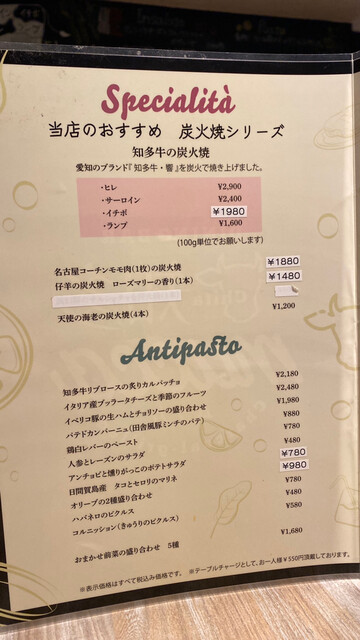 Specialità
当店のおすすめ 炭火焼シリーズ
知多牛の炭火焼
愛知のブランド『知多牛・響』を炭火で焼き上げました。
・ヒレ ¥2,900
・サーロイン ¥2,400
・イチボ ¥1980
・ランプ ¥1,600
(100g単位でお願いします)
名古屋コーチンモモ肉(1枚)の炭火焼 ¥1880
仔羊の炭火焼 ローズマリーの香り(1本) ¥1480
天使の海老の炭火焼(4本) ¥1,200
Antipasto
知多牛リブロースの炙りカルパッチョ ¥2,180
イタリア産ブッラータチーズと季節のフルーツ ¥2,480
イベリコ豚の生ハムとチョリソーの盛り合わせ ¥1,980
パテドカンパーニュ(田舎風豚ミンチのパテ) ¥880
鶏白レバーのペースト ¥780
人参とレーズンのサラダ ¥480
アンチョビと燻りがっこのポテトサラダ ¥780
日間賀島産 タコとセロリのマリネ ¥980
オリーブの2種盛り合わせ ¥780
ハバネロのピクルス ¥480
コルニッション(きゅうりのピクルス) ¥580
おまかせ前菜の盛り合わせ 5種 ¥1,680
※表示価格はすべて税込み価格です。 ※テーブルチャージとして、お一人様¥550円頂戴しております。